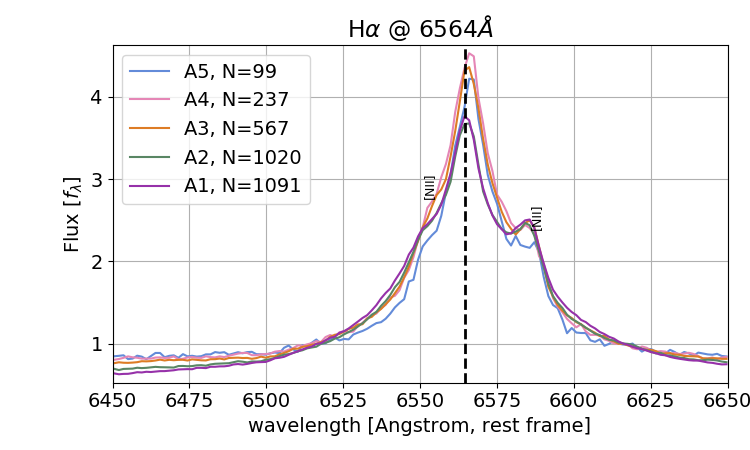 Hα @ 6564Å
Flux [fλ]
4
3
2
1
A5, N=99
A4, N=237
A3, N=567
A2, N=1020
A1, N=1091
[NII]
[NII]
6450 6475 6500 6525 6550 6575 6600 6625 6650
wavelength [Angstrom, rest frame]